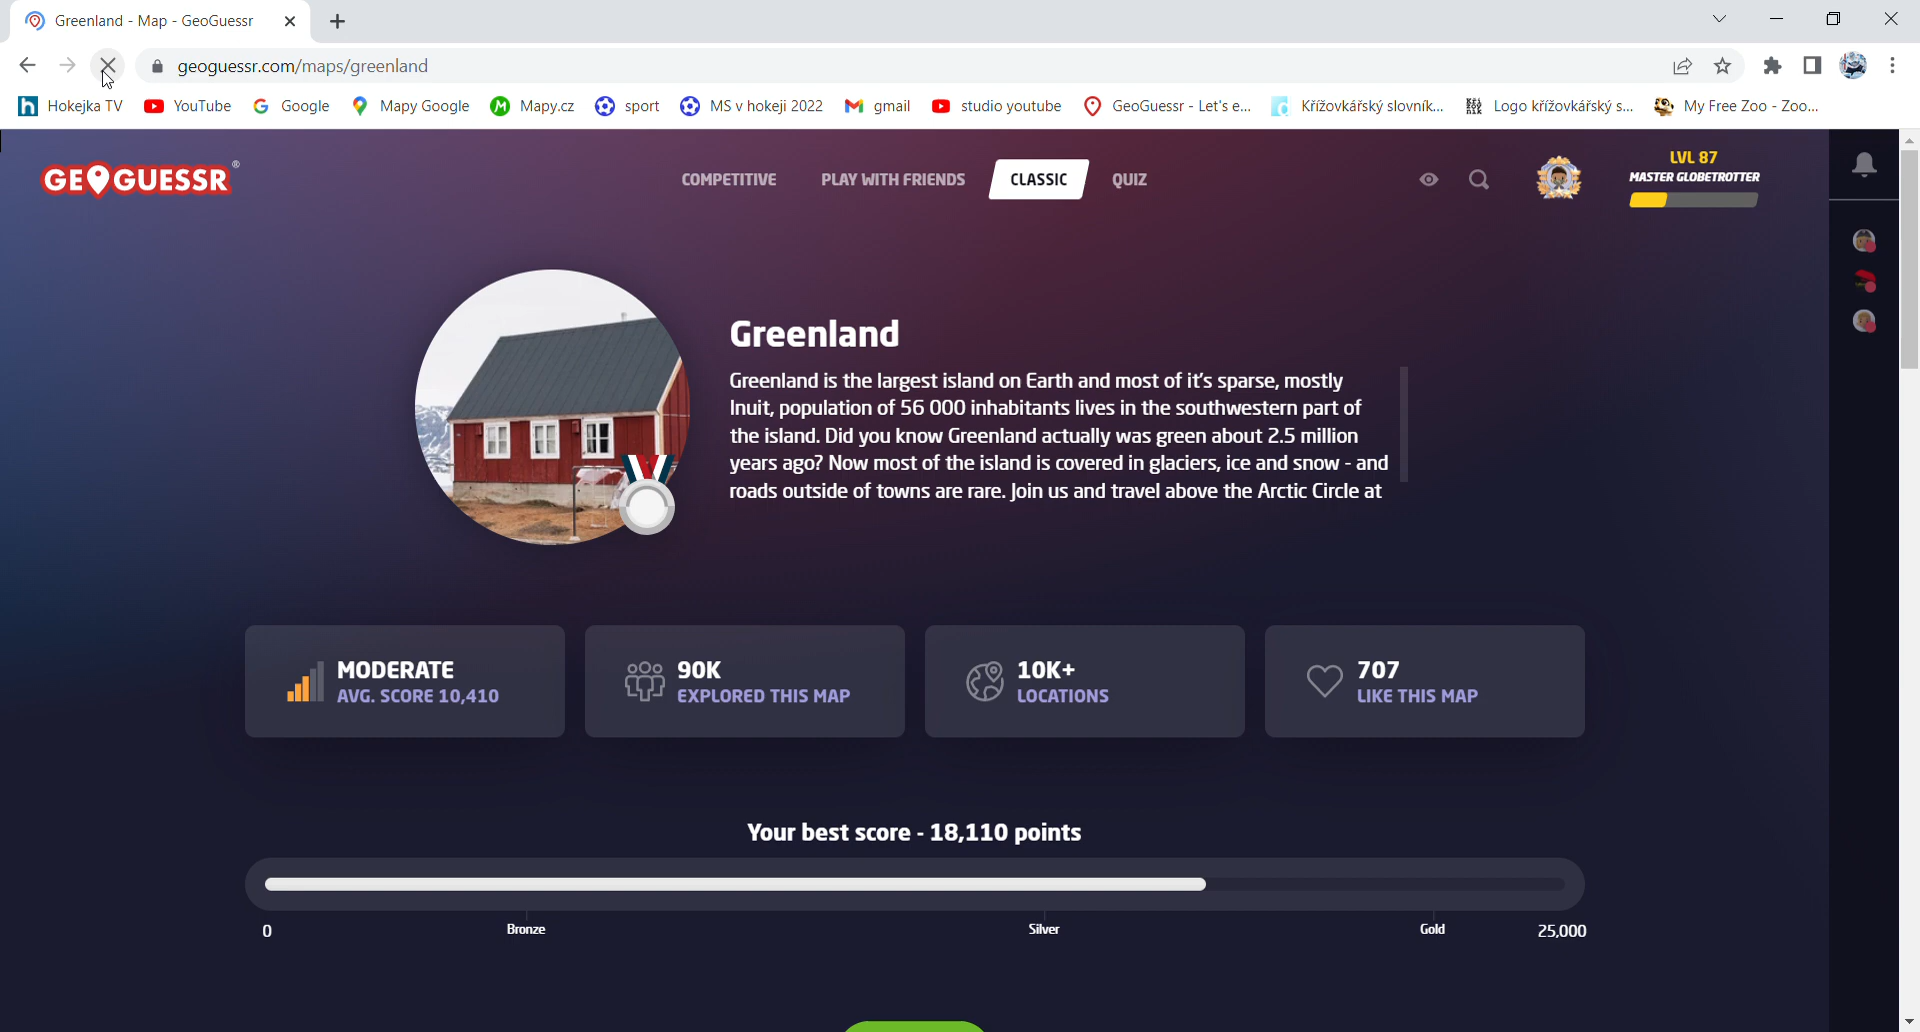 Greenland - Map - GeoGuessr
geoguessr.com/maps/greenland
Hokejka TV YouTube Google Mapy Google Mapy.cz sport MS v hokeji 2022 gmail studio youtube GeoGuessr - Let's e... Křížovkářský slovník... Logo křížovkářský s... My Free Zoo - Zoo...
GEOGUESSR®
COMPETITIVE PLAY WITH FRIENDS CLASSIC QUIZ
LVL 87
MASTER GLOBETROTTER
Greenland
Greenland is the largest island on Earth and most of it's sparse, mostly
Inuit, population of 56 000 inhabitants lives in the southwestern part of
the island. Did you know Greenland actually was green about 2.5 million
years ago? Now most of the island is covered in glaciers, ice and snow - and
roads outside of towns are rare. Join us and travel above the Arctic Circle at
MODERATE
AVG. SCORE 10,410
90K
EXPLORED THIS MAP
10K+
LOCATIONS
707
LIKE THIS MAP
Your best score - 18,110 points
0 Bronze Silver Gold 25,000